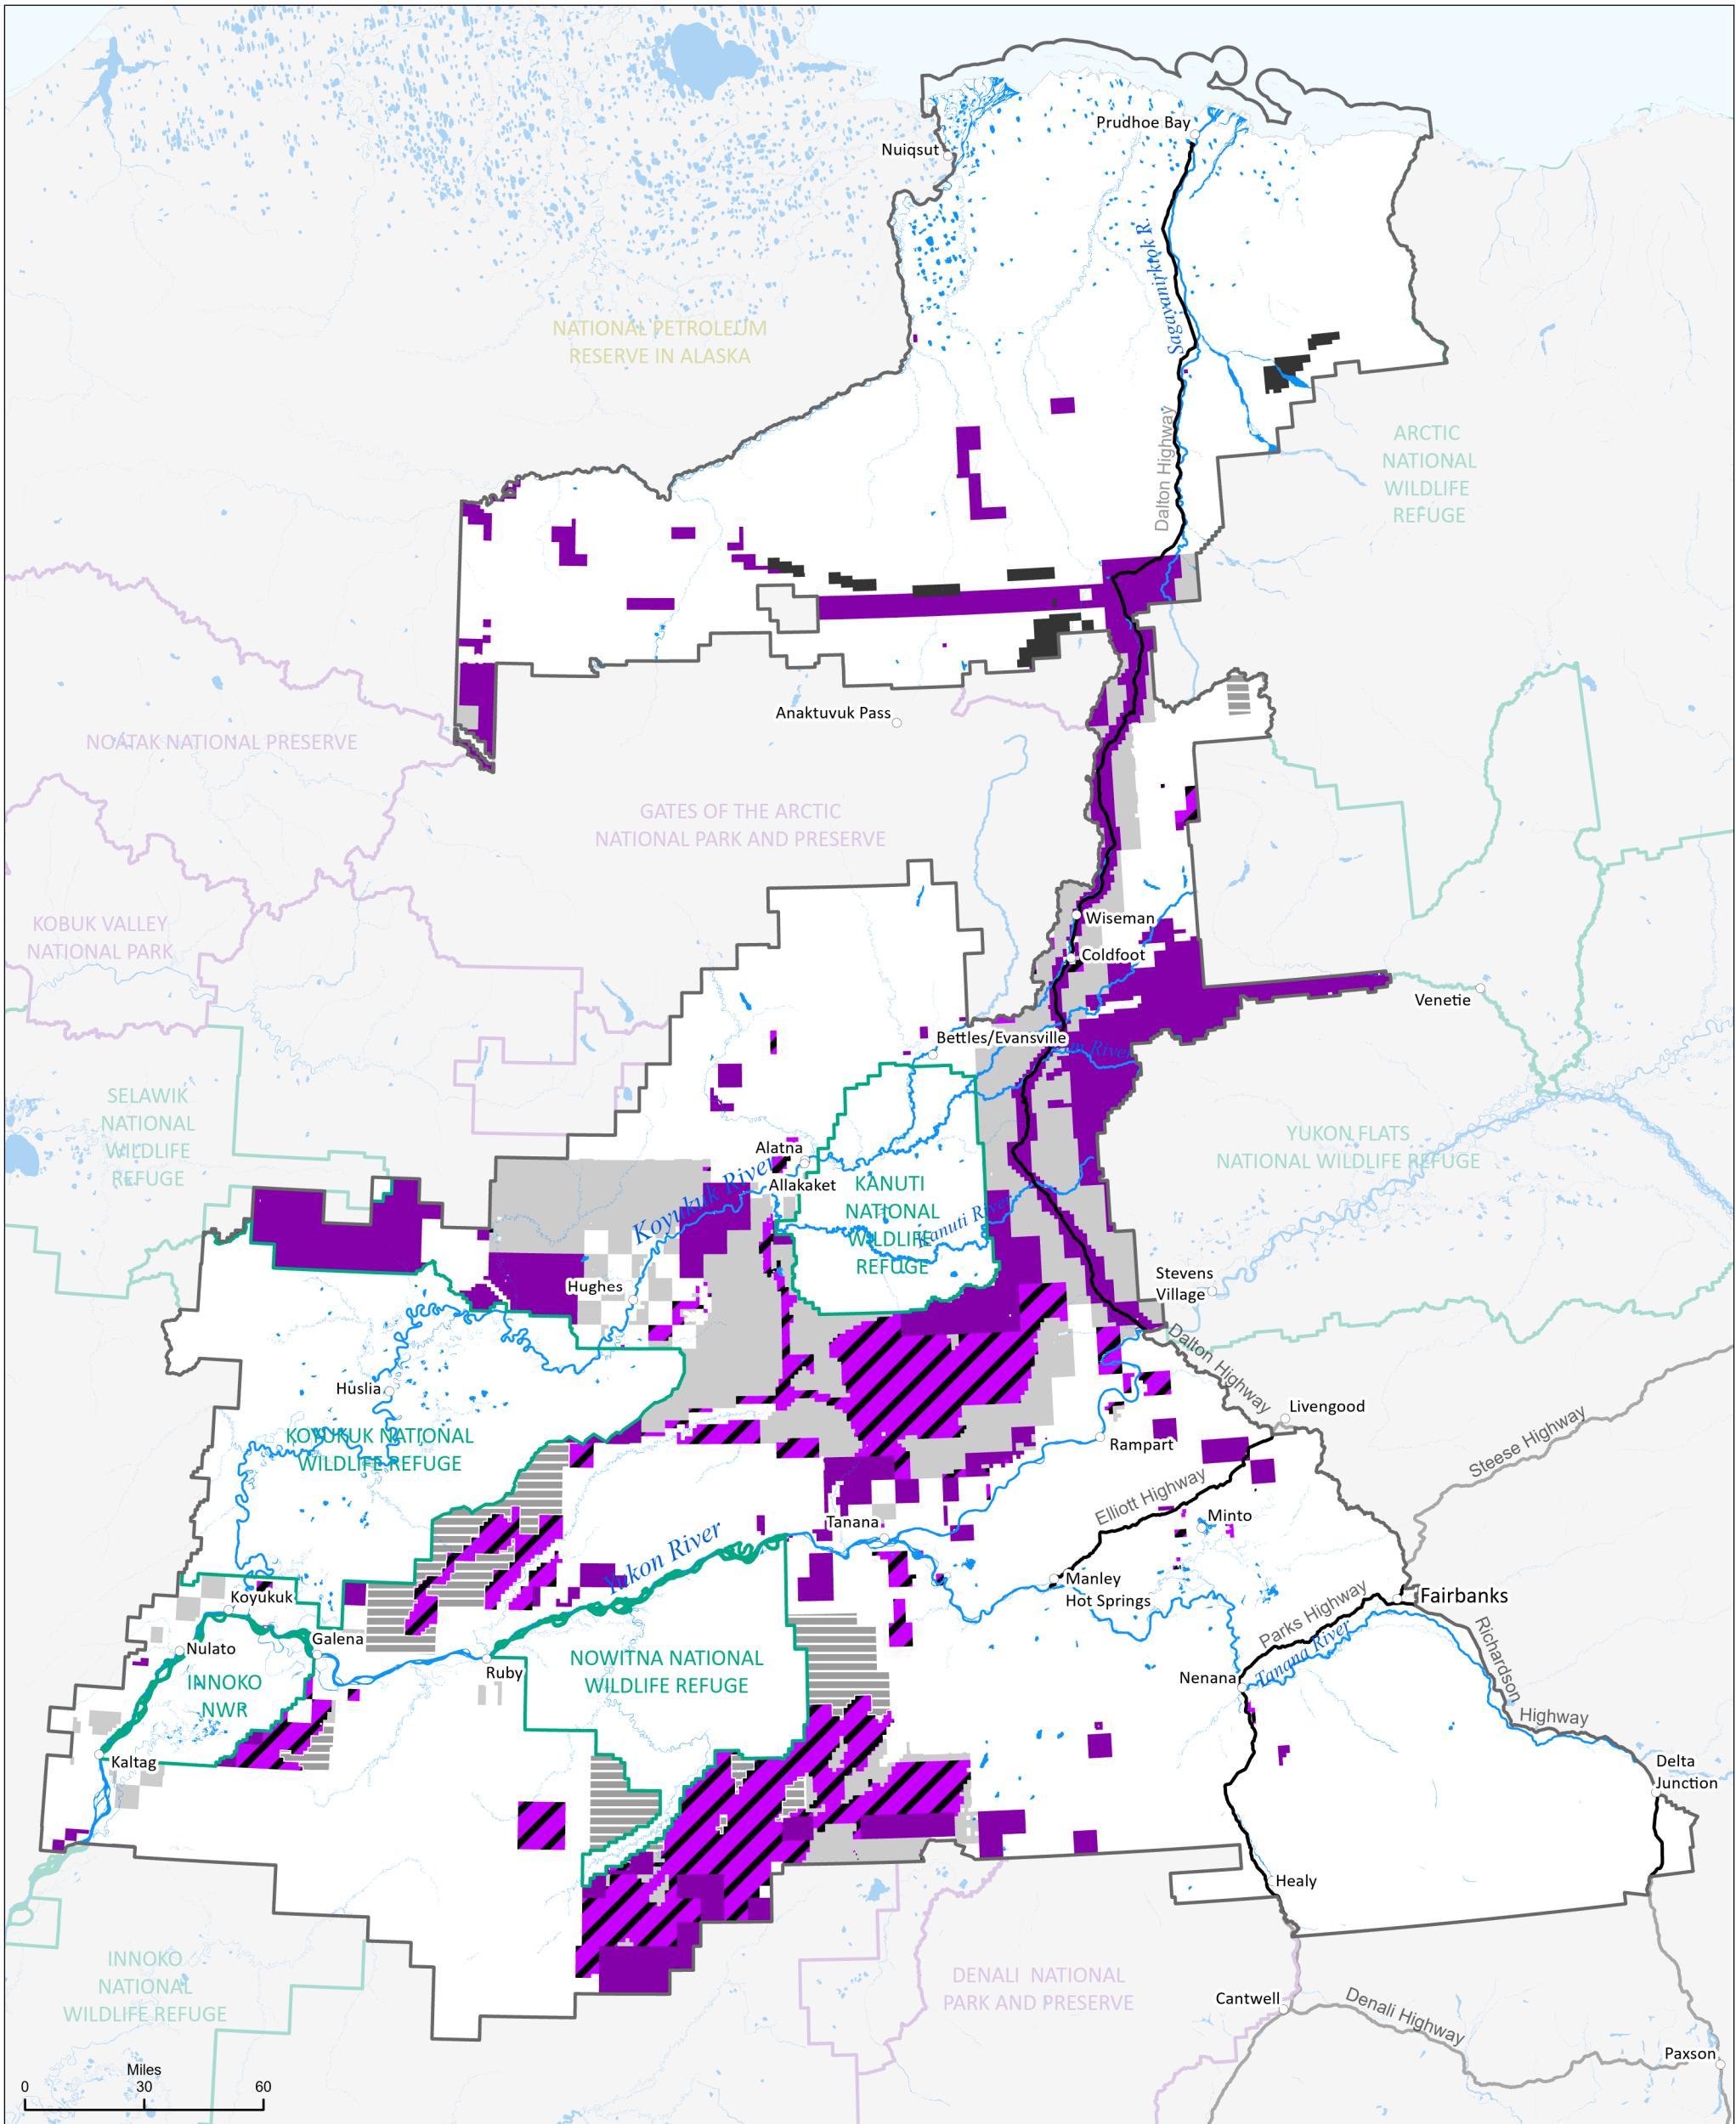 Prudhoe Bay
Nuiqsut
Sagavanirktok R.
NATIONAL PETROLEUM
RESERVE IN ALASKA
Dalton Highway
ARCTIC
NATIONAL
WILDLIFE
REFUGE
Anaktuvuk Pass
NOATAK NATIONAL PRESERVE
GATES OF THE ARCTIC
NATIONAL PARK AND PRESERVE
KOBUK VALLEY
NATIONAL PARK
Wiseman
Coldfoot
Venetie
Bettles/Evansville
River
SELAWIK
NATIONAL
WILDLIFE
REFUGE
YUKON FLATS
NATIONAL WILDLIFE REFUGE
Alatna
Allakaket
Koyukuk River
KANUTI
NATIONAL
WILDLIFE
REFUGE
Kanuti River
Hughes
Stevens
Village
Dalton Highway
Huslia
Livengood
KOYUKUK NATIONAL
WILDLIFE REFUGE
Rampart
Steese Highway
Elliott Highway
Minto
Tanana
Yukon River
Manley
Hot Springs
Koyukuk
Fairbanks
Parks Highway
Nulato
Galena
Ruby
NOWITNA NATIONAL
WILDLIFE REFUGE
INNOKO
NWR
Nenana
Tanana River
Richardson
Highway
Kaltag
Delta
Junction
Healy
INNOKO
NATIONAL
WILDLIFE REFUGE
DENALI NATIONAL
PARK AND PRESERVE
Cantwell
Denali Highway
Paxson
Miles
0 30 60